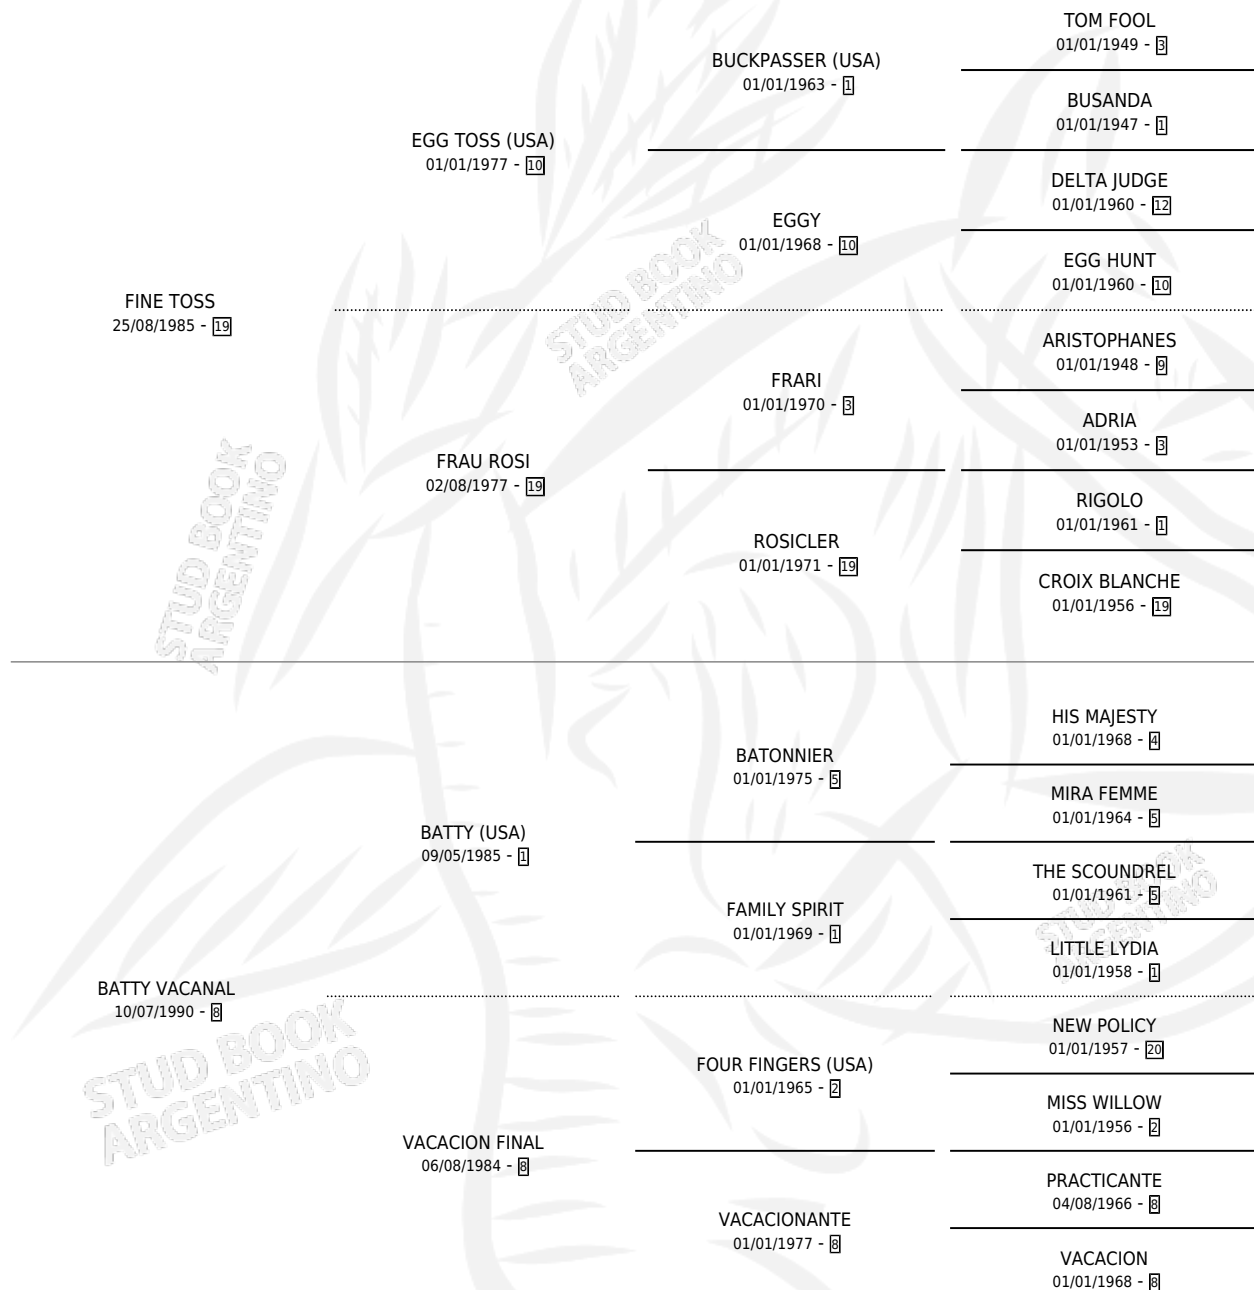 TOM FOOL
01/01/1949 - 3
BUCKPASSER (USA)
01/01/1963 - 1
BUSANDA
01/01/1947 - 1
EGG TOSS (USA)
01/01/1977 - 10
DELTA JUDGE
01/01/1960 - 12
EGGY
01/01/1968 - 10
EGG HUNT
01/01/1960 - 10
FINE TOSS
25/08/1985 - 19
STUD BOOK
ARGENTINO
ARISTOPHANES
01/01/1948 - 9
FRARI
01/01/1970 - 3
ADRIA
01/01/1953 - 3
FRAU ROSI
02/08/1977 - 19
RIGOLO
01/01/1961 - 1
ROSICLER
01/01/1971 - 19
CROIX BLANCHE
01/01/1956 - 19
STUD BOOK
ARGENTINO
HIS MAJESTY
01/01/1968 - 4
BATONNIER
01/01/1975 - 5
MIRA FEMME
01/01/1964 - 5
BATTY (USA)
09/05/1985 - 1
THE SCOUNDREL
01/01/1961 - 5
FAMILY SPIRIT
01/01/1969 - 1
STUD BOOK
ARGENTINO
LITTLE LYDIA
01/01/1958 - 1
BATTY VACANAL
10/07/1990 - 8
STUD BOOK
ARGENTINO
NEW POLICY
01/01/1957 - 20
FOUR FINGERS (USA)
01/01/1965 - 2
MISS WILLOW
01/01/1956 - 2
VACACION FINAL
06/08/1984 - 8
PRACTICANTE
04/08/1966 - 8
VACACIONANTE
01/01/1977 - 8
VACACION
01/01/1968 - 8